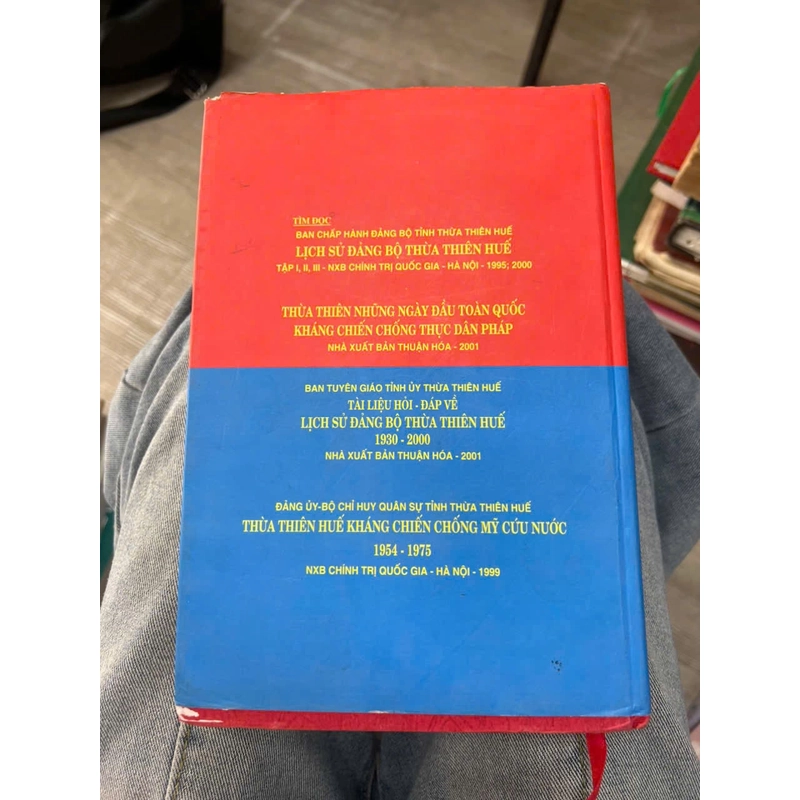 TÌM ĐỌC
BAN CHẤP HÀNH ĐẢNG BỘ TỈNH THỪA THIÊN HUẾ
LỊCH SỬ ĐẢNG BỘ THỪA THIÊN HUẾ
TẬP I, II, III - NXB CHÍNH TRỊ QUỐC GIA - HÀ NỘI - 1995; 2000
THỪA THIÊN NHỮNG NGÀY ĐẦU TOÀN QUỐC
KHÁNG CHIẾN CHỐNG THỰC DÂN PHÁP
NHÀ XUẤT BẢN THUẬN HÓA - 2001
BAN TUYÊN GIÁO TỈNH ỦY THỪA THIÊN HUẾ
TÀI LIỆU HỎI - ĐÁP VỀ
LỊCH SỬ ĐẢNG BỘ THỪA THIÊN HUẾ
1930 - 2000
NHÀ XUẤT BẢN THUẬN HÓA - 2001
ĐẢNG ỦY-BỘ CHỈ HUY QUÂN SỰ TỈNH THỪA THIÊN HUẾ
THỪA THIÊN HUẾ KHÁNG CHIẾN CHỐNG MỸ CỨU NƯỚC
1954 - 1975
NXB CHÍNH TRỊ QUỐC GIA - HÀ NỘI - 1999